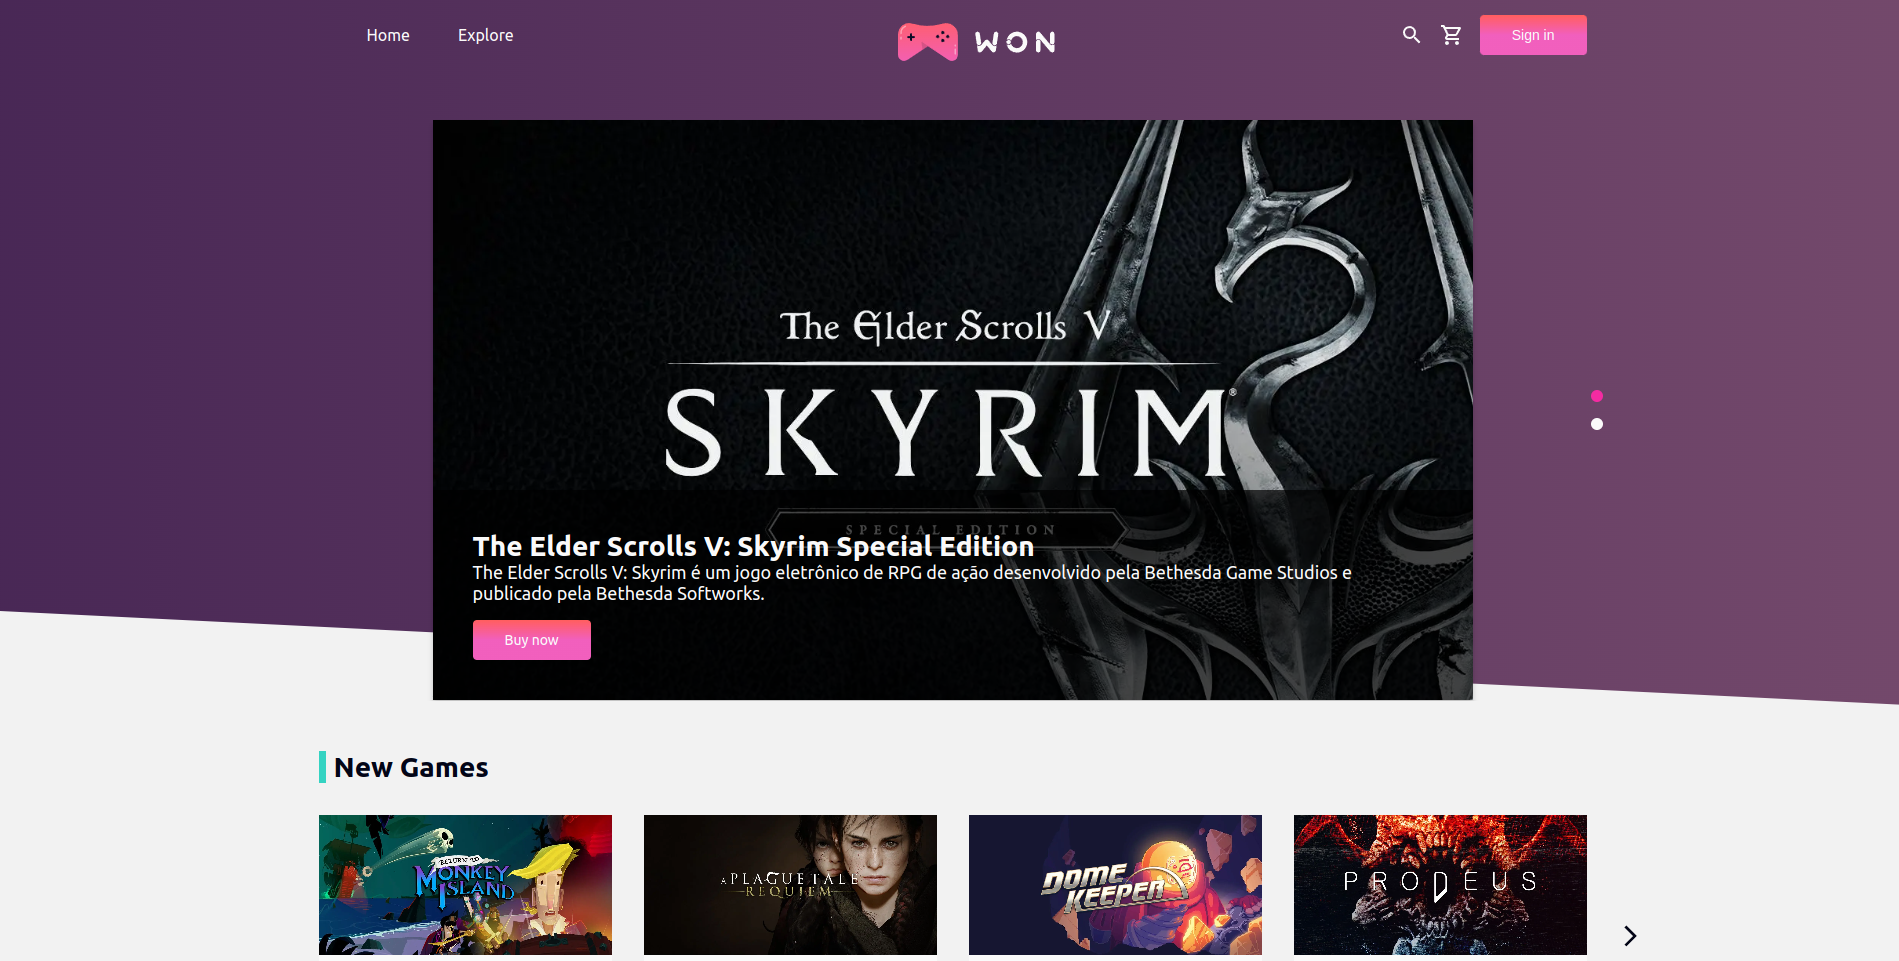 Home
Explore
WON
Sign in
The Elder Scrolls V
SKYRIM®
SPECIAL EDITION
The Elder Scrolls V: Skyrim Special Edition
The Elder Scrolls V: Skyrim é um jogo eletrônico de RPG de ação desenvolvido pela Bethesda Game Studios e
publicado pela Bethesda Softworks.
Buy now
New Games
RETURN TO
MONKEY
ISLAND
A PLAGUE TALE
REQUIEM
DOME
KEEPER
PRODEUS